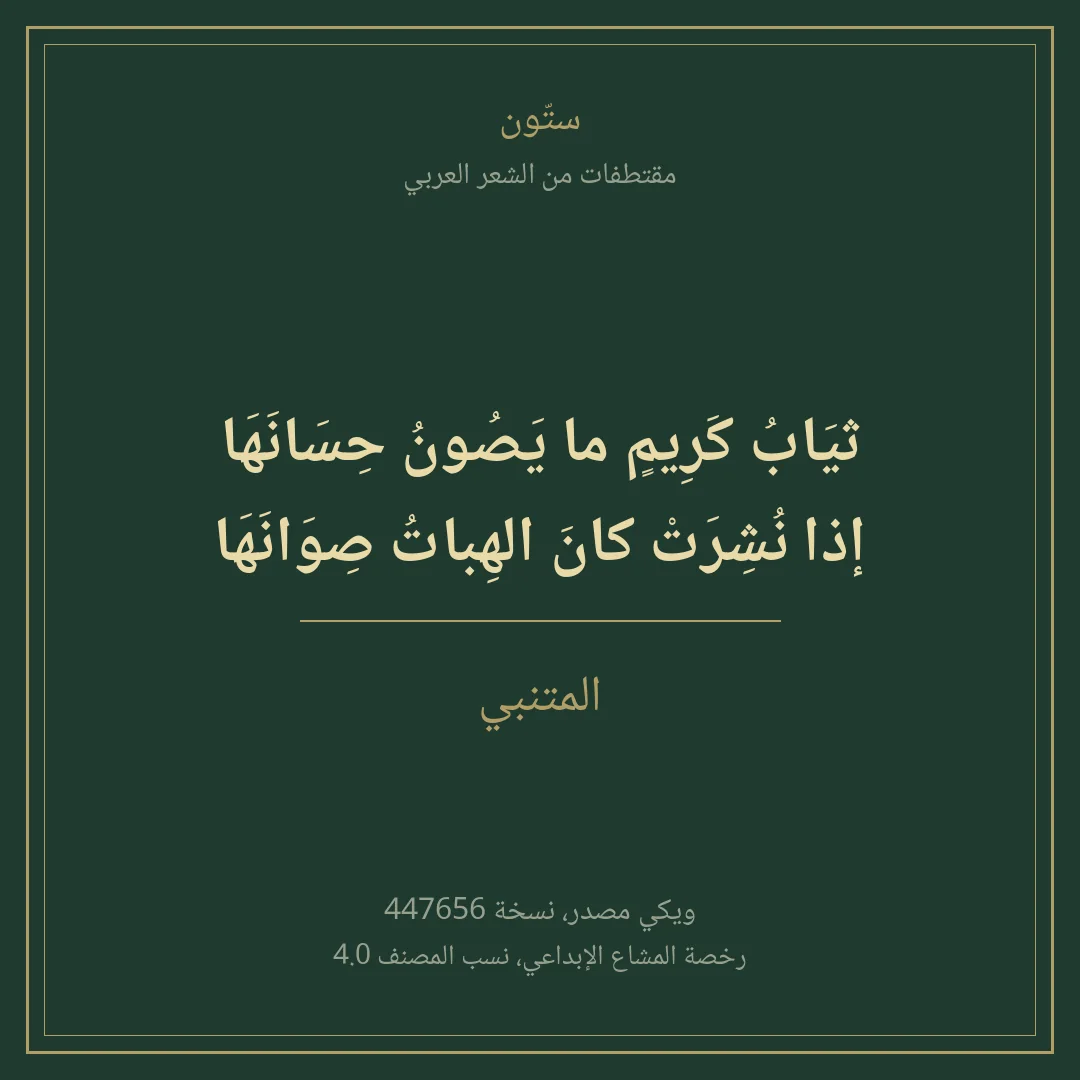 ستّون
مقتطفات من الشعر العربي
ثيَابُ كَرِيمٍ ما يَصُونُ حِسَانَهَا
إذا نُشِرَتْ كانَ الهِباتُ صِوَانَهَا
المتنبي
ويكي مصدر، نسخة 447656
رخصة المشاع الإبداعي، نسب المصنف 4.0